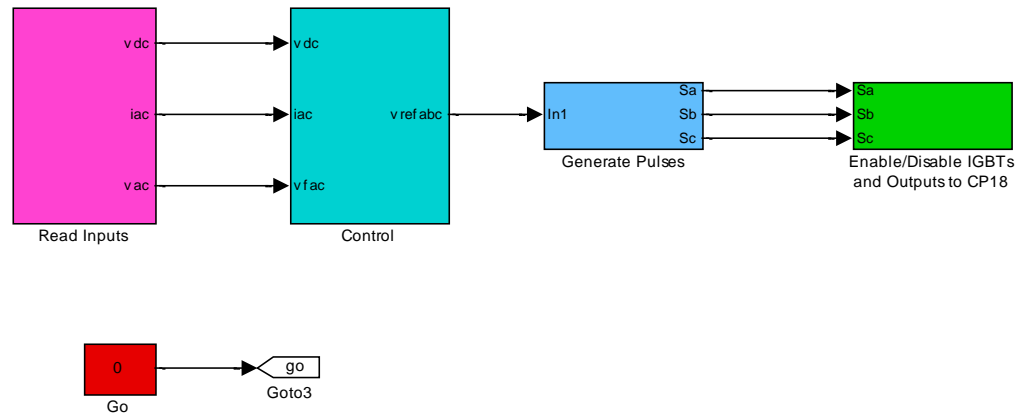 vdc
iac
vac
Read Inputs
vdc
iac
vfac
vrefabc
Control
In1
Sa
Sb
Sc
Generate Pulses
Sa
Sb
Sc
Enable/Disable IGBTs
and Outputs to CP18
0
Go
go
Goto3